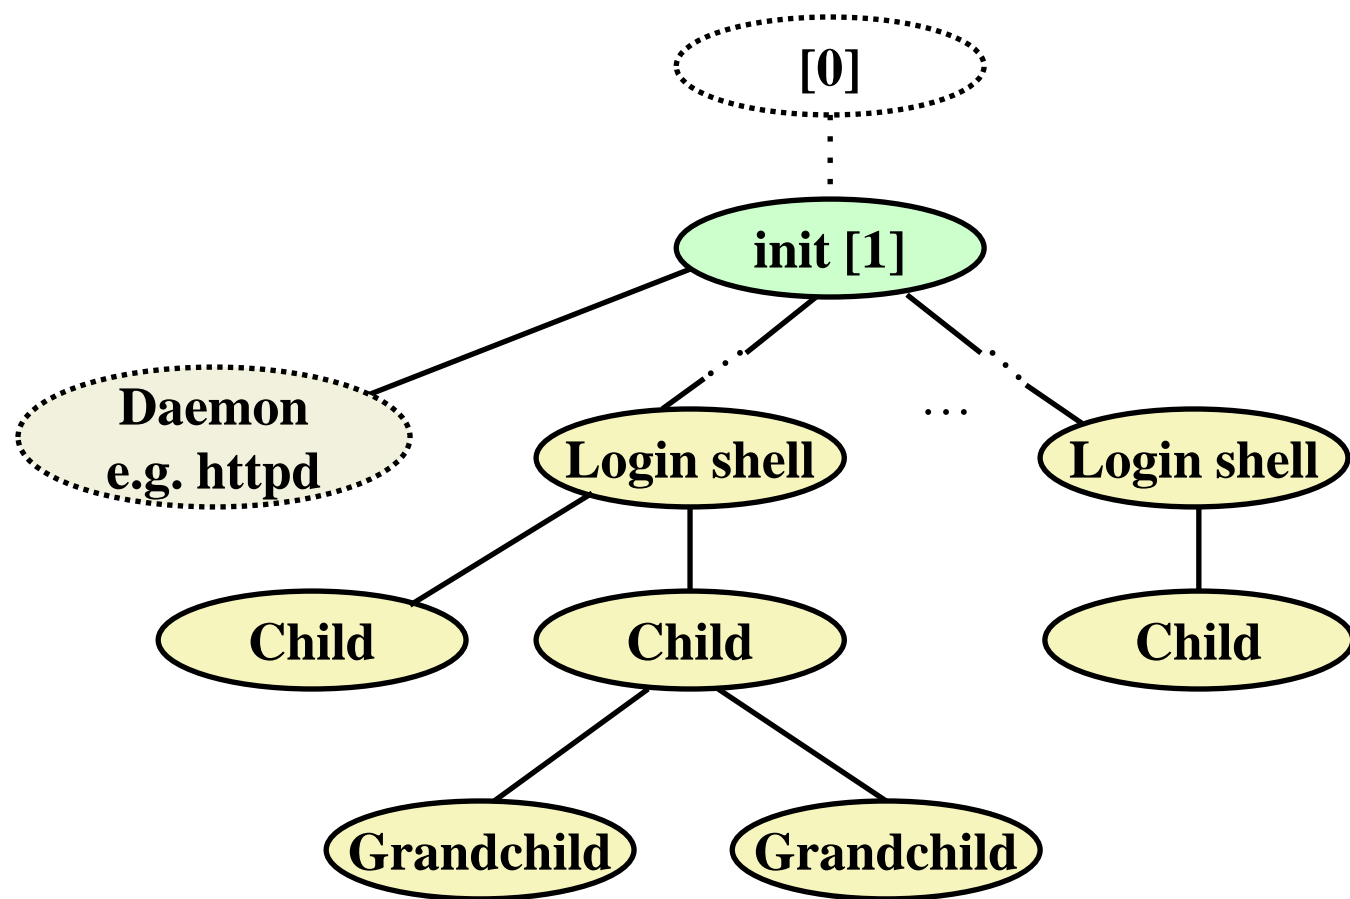 [0]
init [1]
Daemon
e.g. httpd
Login shell
...
Login shell
Child
Child
Child
Grandchild
Grandchild